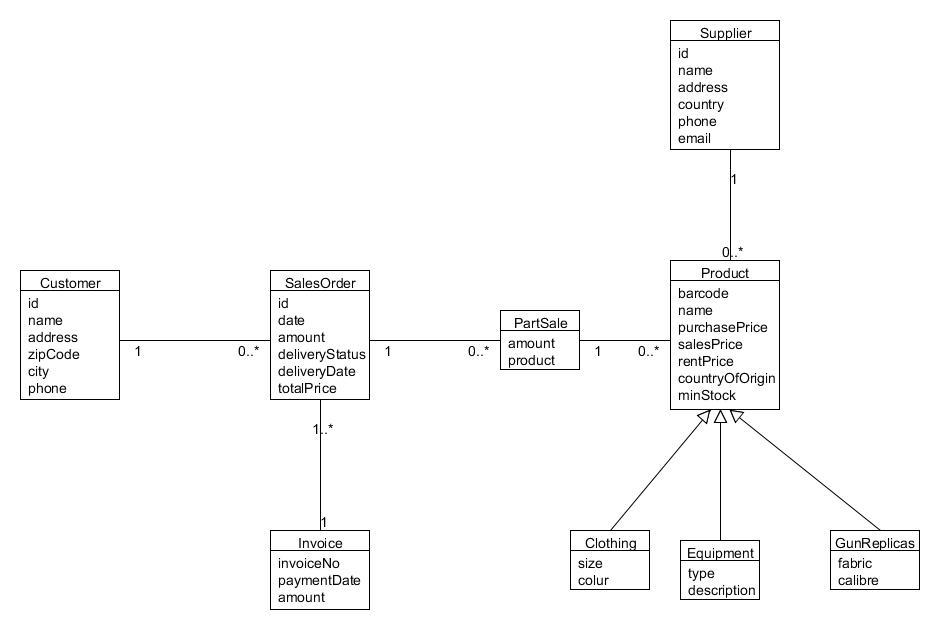 Supplier
id
name
address
country
phone
email
1
0..*
Product
barcode
name
purchasePrice
salesPrice
rentPrice
countryOfOrigin
minStock
Customer
id
name
address
zipCode
city
phone
1
0..*
SalesOrder
id
date
amount
deliveryStatus
deliveryDate
totalPrice
1
0..*
PartSale
amount
product
1
0..*
1..*
1
Invoice
invoiceNo
paymentDate
amount
Clothing
size
colur
Equipment
type
description
GunReplicas
fabric
calibre